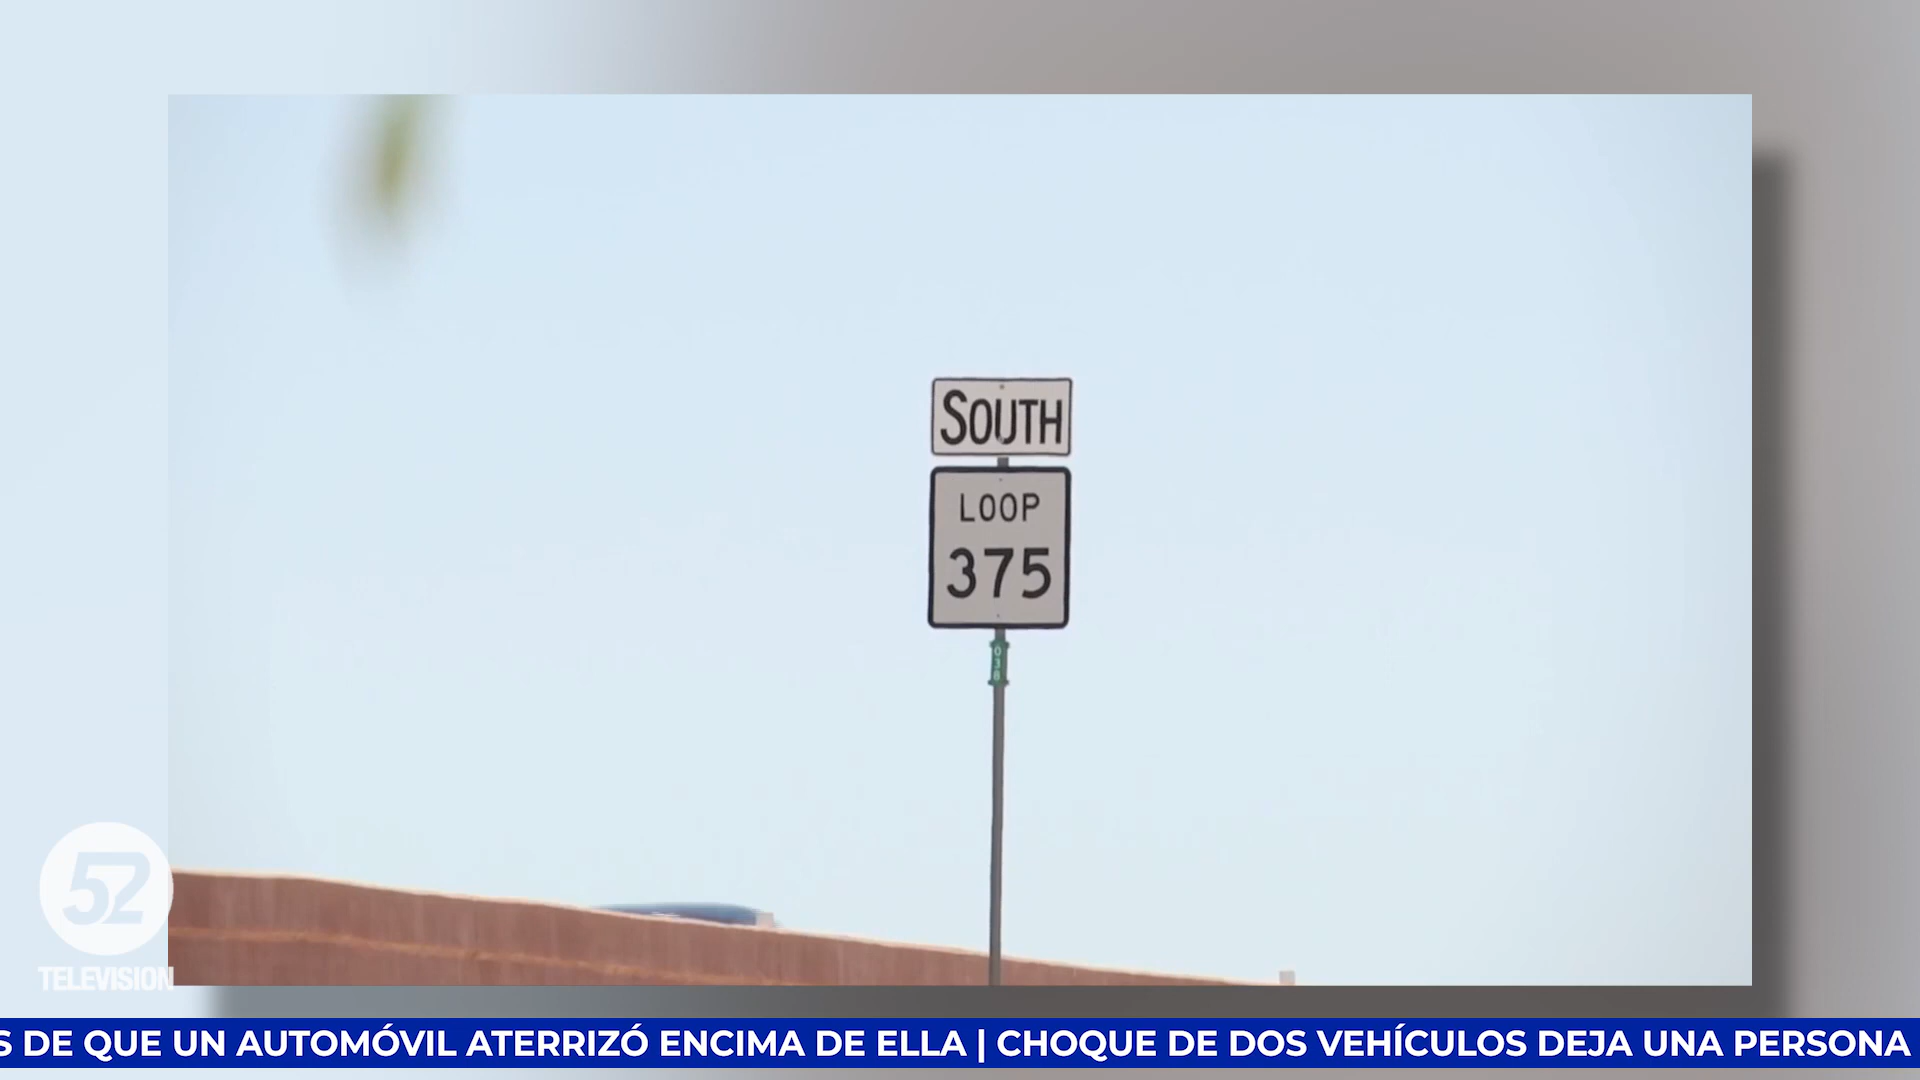 SOUTH
LOOP
375
038
52
TELEVISION
S DE QUE UN AUTOMÓVIL ATERRIZÓ ENCIMA DE ELLA | CHOQUE DE DOS VEHÍCULOS DEJA UNA PERSONA